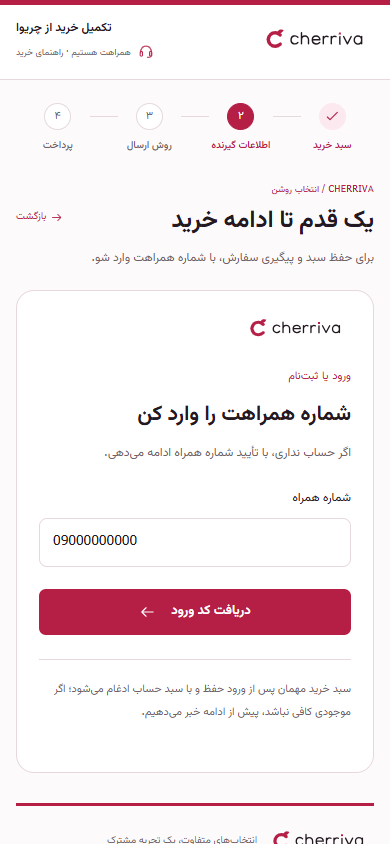 cherriva
تکمیل خرید از چریوا
همراهت هستیم · راهنمای خرید
سبد خرید
۲
اطلاعات گیرنده
۳
روش ارسال
۴
پرداخت
CHERRIVA / انتخاب روشن
یک قدم تا ادامه خرید
بازگشت
برای حفظ سبد و پیگیری سفارش، با شماره همراهت وارد شو.
cherriva
ورود یا ثبت‌نام
شماره همراهت را وارد کن
اگر حساب نداری، با تأیید شماره همراه ادامه می‌دهی.
شماره همراه
09000000000
دریافت کد ورود
سبد خرید مهمان پس از ورود حفظ و با سبد حساب ادغام می‌شود؛ اگر
موجودی کافی نباشد، پیش از ادامه خبر می‌دهیم.
cherriva
انتخاب‌های متفاوت، یک تجربه مشترک